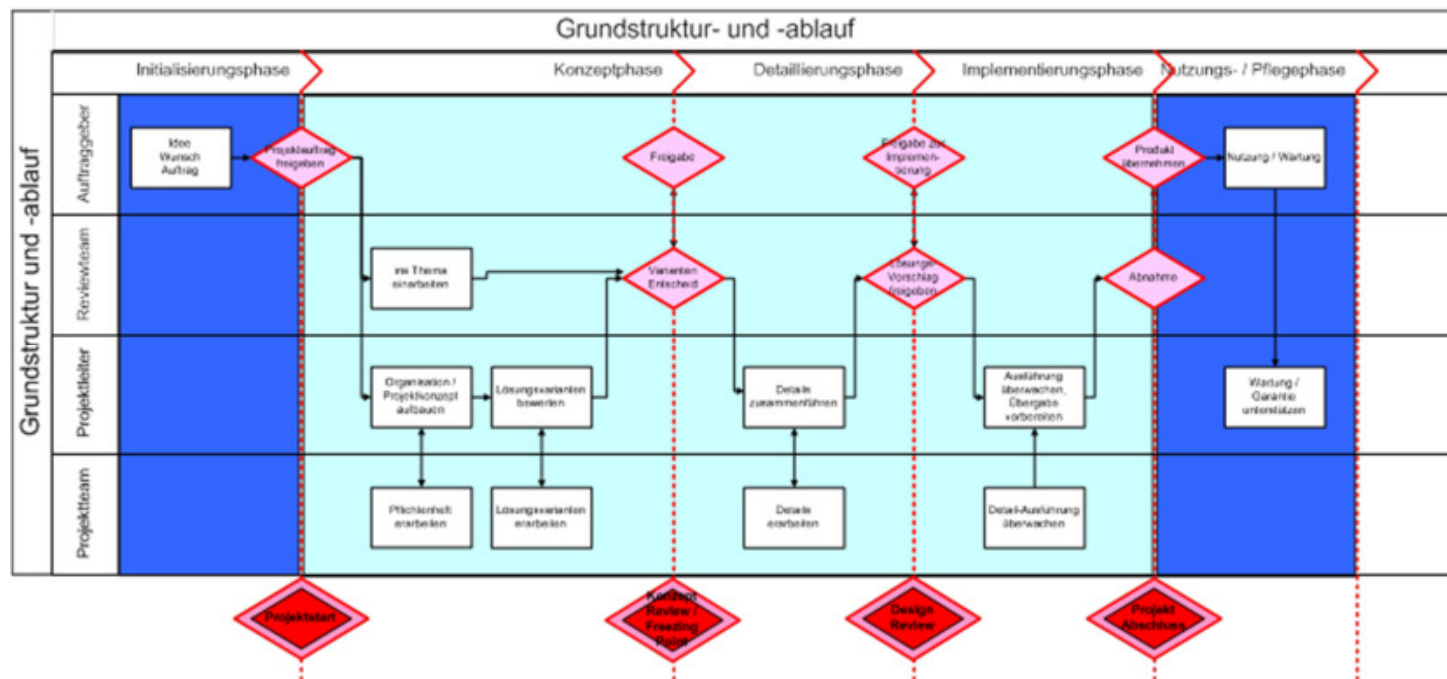 Grundstruktur- und -ablauf
Grundstruktur und -ablauf
Initialisierungsphase
Konzeptphase
Detaillierungsphase
Implementierungsphase
Nutzungs- / Pflegephase
Auftraggeber
Idee
Wunsch
Auftrag
Projektauftrag
freigeben
Freigabe
Freigabe zur
Implemen-
tierung
Produkt
übernehmen
Nutzung / Wartung
Reviewteam
ins Thema
einarbeiten
Varianten
Entscheid
Lösungs-
Vorschlag
freigeben
Abnahme
Projektleiter
Organisation /
Projektkonzept
aufbauen
Lösungsvarianten
bewerten
Details
zusammenführen
Ausführung
überwachen,
Übergabe
vorbereiten
Wartung /
Garantie
unterstützen
Projektteam
Pflichtenheft
erarbeiten
Lösungsvarianten
erarbeiten
Details
erarbeiten
Detail-Ausführung
überwachen
Projektstart
Konzept
Review /
Freezing
Point
Design
Review
Projekt
Abschluss